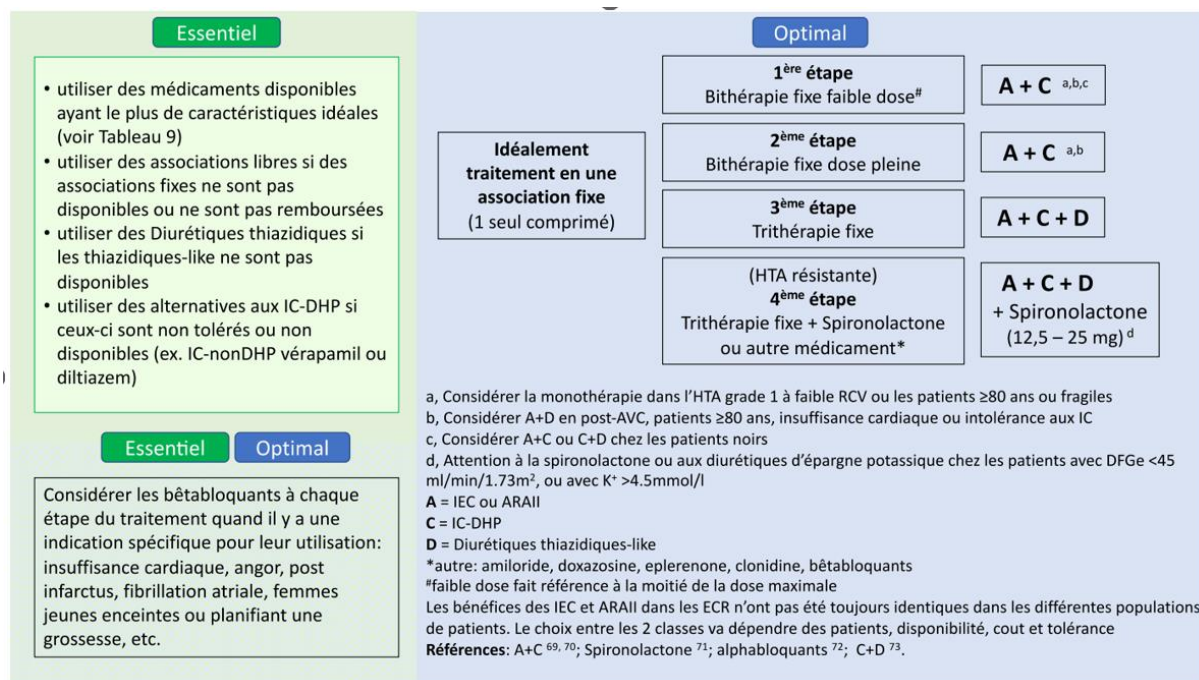 Essentiel
• utiliser des médicaments disponibles
ayant le plus de caractéristiques idéales
(voir Tableau 9)
• utiliser des associations libres si des
associations fixes ne sont pas
disponibles ou ne sont pas remboursées
• utiliser des Diurétiques thiazidiques si
les thiazidiques-like ne sont pas
disponibles
• utiliser des alternatives aux IC-DHP si
ceux-ci sont non tolérés ou non
disponibles (ex. IC-nonDHP vérapamil ou
diltiazem)
Essentiel
Optimal
Considérer les bêtabloquants à chaque
étape du traitement quand il y a une
indication spécifique pour leur utilisation:
insuffisance cardiaque, angor, post
infarctus, fibrillation atriale, femmes
jeunes enceintes ou planifiant une
grossesse, etc.
Optimal
Idéalement
traitement en une
association fixe
(1 seul comprimé)
1ère étape
Bithérapie fixe faible dose#
A + C a,b,c
2ème étape
Bithérapie fixe dose pleine
A + C a,b
3ème étape
Trithérapie fixe
A + C + D
(HTA résistante)
4ème étape
Trithérapie fixe + Spironolactone
ou autre médicament*
A + C + D
+ Spironolactone
(12,5 – 25 mg) d
a, Considérer la monothérapie dans l’HTA grade 1 à faible RCV ou les patients ≥80 ans ou fragiles
b, Considérer A+D en post-AVC, patients ≥80 ans, insuffisance cardiaque ou intolérance aux IC
c, Considérer A+C ou C+D chez les patients noirs
d, Attention à la spironolactone ou aux diurétiques d’épargne potassique chez les patients avec DFGe <45
ml/min/1.73m², ou avec K⁺ >4.5mmol/l
A = IEC ou ARAII
C = IC-DHP
D = Diurétiques thiazidiques-like
*autre: amiloride, doxazosine, eplerenone, clonidine, bêtabloquants
#faible dose fait référence à la moitié de la dose maximale
Les bénéfices des IEC et ARAII dans les ECR n’ont pas été toujours identiques dans les différentes populations
de patients. Le choix entre les 2 classes va dépendre des patients, disponibilité, cout et tolérance
Références: A+C 69, 70; Spironolactone 71; alphabloquants 72; C+D 73.